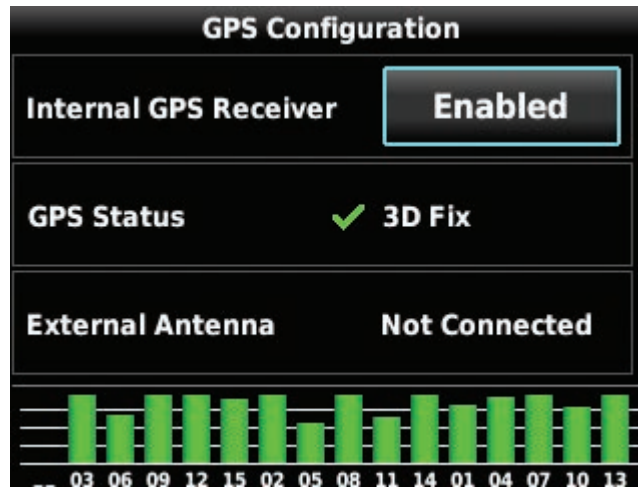 GPS Configuration
Internal GPS Receiver Enabled
GPS Status 3D Fix
External Antenna Not Connected
03 06 09 12 15 02 05 08 11 14 01 04 07 10 13